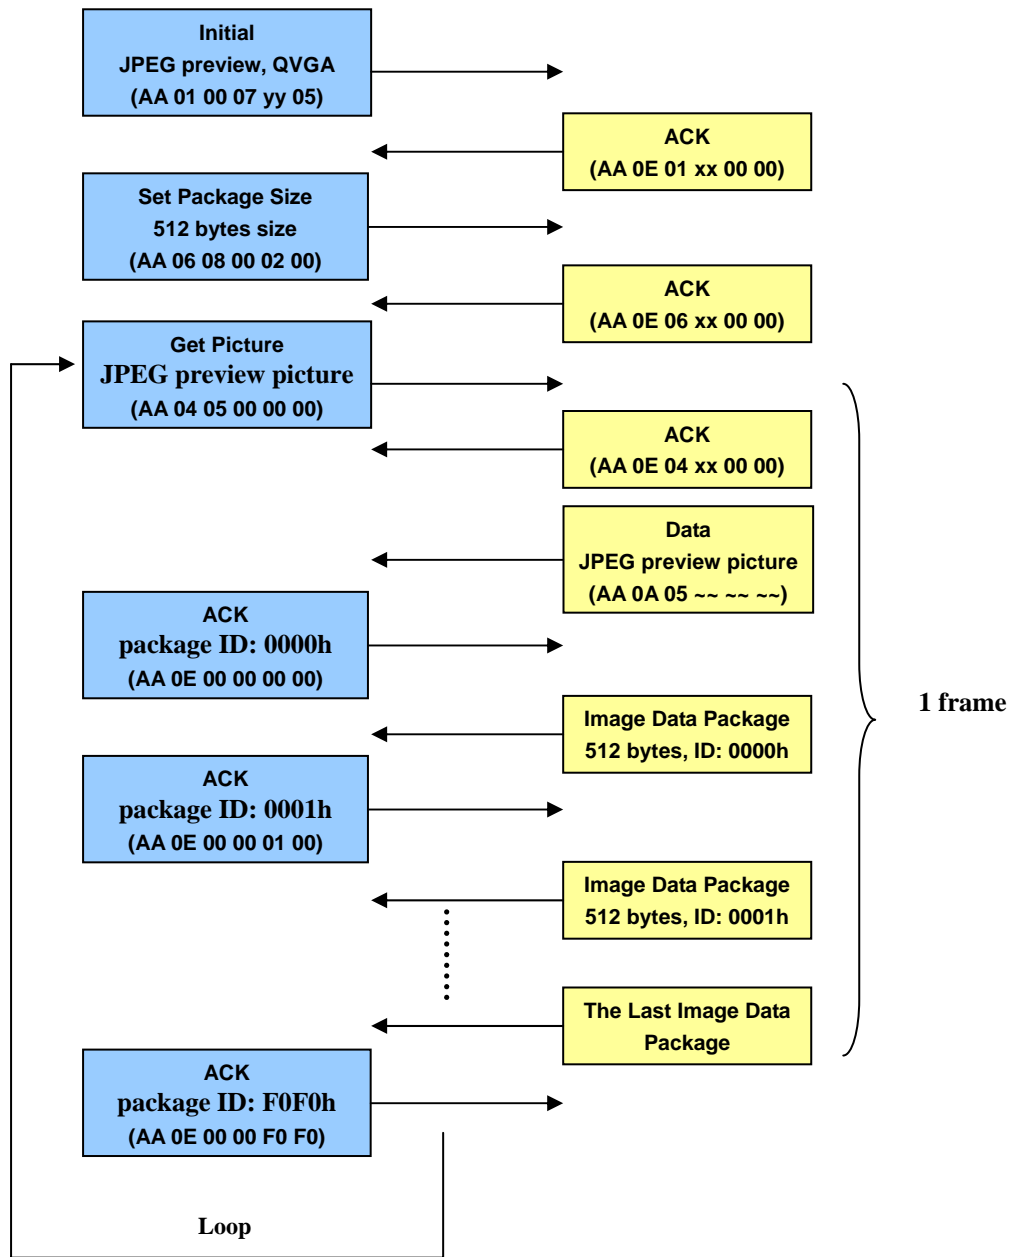 Initial
JPEG preview, QVGA
(AA 01 00 07 yy 05)
ACK
(AA 0E 01 xx 00 00)
Set Package Size
512 bytes size
(AA 06 08 00 02 00)
ACK
(AA 0E 06 xx 00 00)
Get Picture
JPEG preview picture
(AA 04 05 00 00 00)
ACK
(AA 0E 04 xx 00 00)
Data
JPEG preview picture
(AA 0A 05 ~~ ~~ ~~)
ACK
package ID: 0000h
(AA 0E 00 00 00 00)
1 frame
Image Data Package
512 bytes, ID: 0000h
ACK
package ID: 0001h
(AA 0E 00 00 01 00)
Image Data Package
512 bytes, ID: 0001h
The Last Image Data
Package
ACK
package ID: F0F0h
(AA 0E 00 00 F0 F0)
Loop